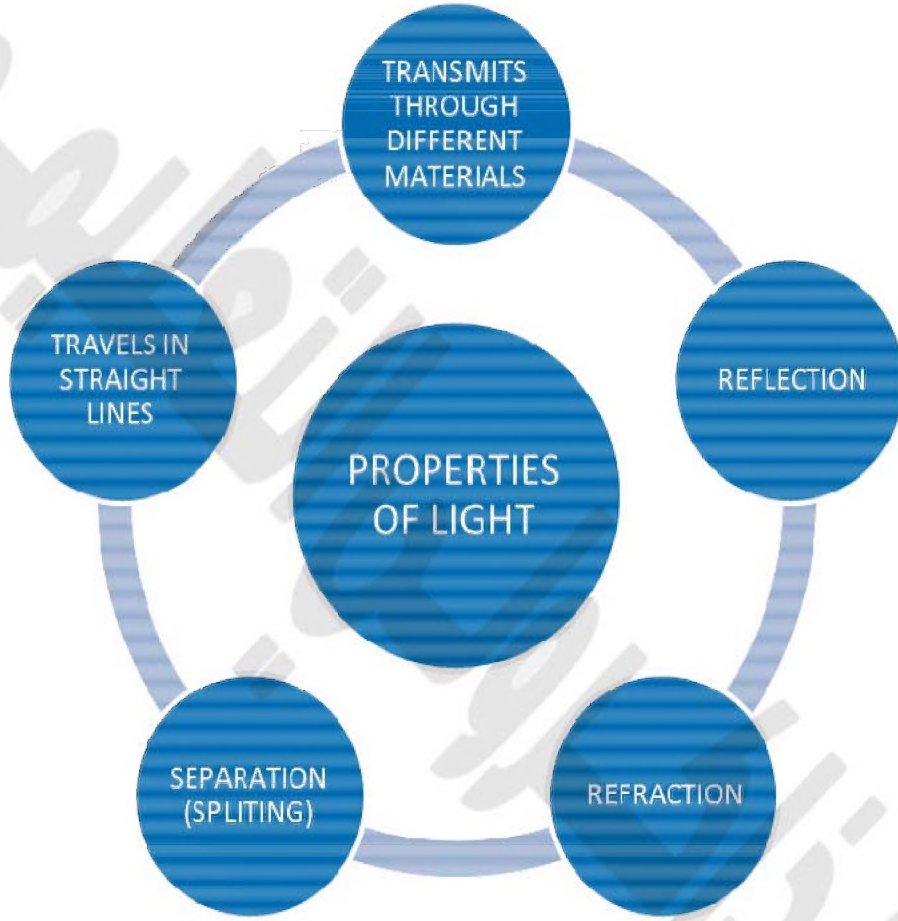 TRANSMITS
THROUGH
DIFFERENT
MATERIALS
TRAVELS IN
STRAIGHT
LINES
REFLECTION
PROPERTIES
OF LIGHT
SEPARATION
(SPLITING)
REFRACTION